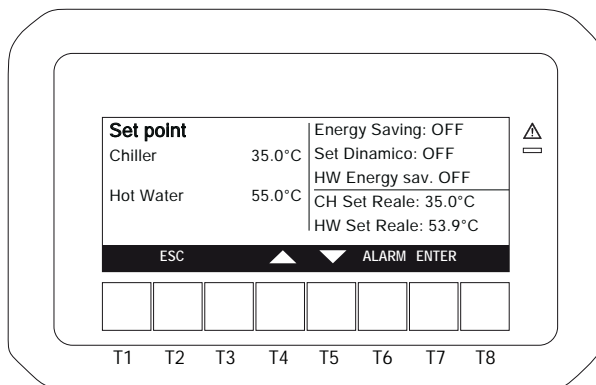 Set point
Chiller 35.0°C
Hot Water 55.0°C
Energy Saving: OFF
Set Dinamico: OFF
HW Energy sav. OFF
CH Set Reale: 35.0°C
HW Set Reale: 53.9°C
ESC ALARM ENTER
T1 T2 T3 T4 T5 T6 T7 T8